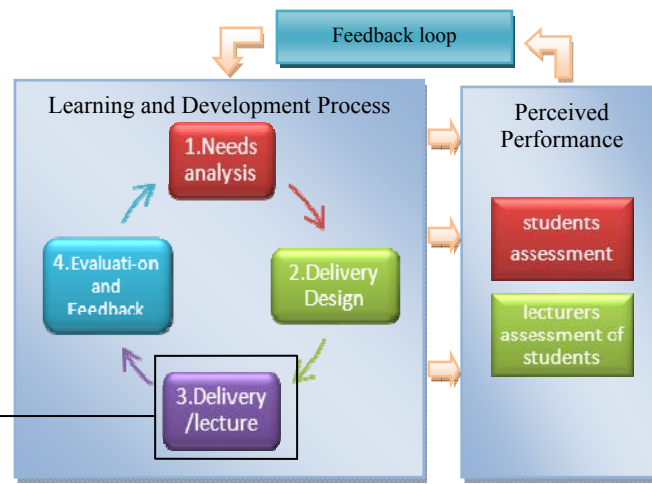 Feedback loop
Learning and Development Process
1.Needs
analysis
2.Delivery
Design
3.Delivery
/lecture
4.Evaluati-on
and
Feedback
Perceived
Performance
students
assessment
lecturers
assessment of
students